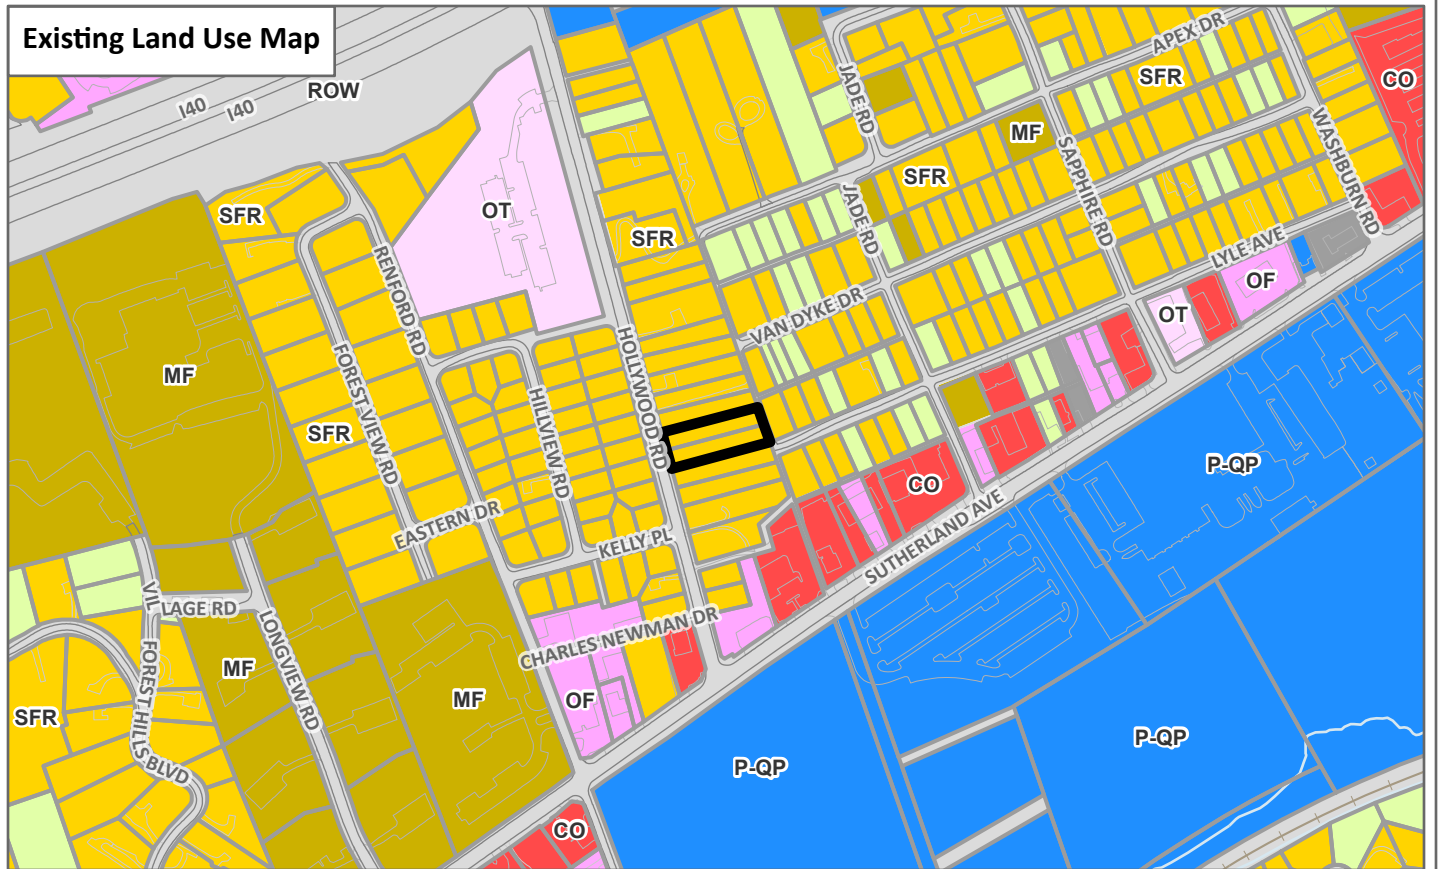 Existing Land Use Map
I40
I40
ROW
APEX DR
SFR
CO
JADE RD
MF
SAPPHIRE RD
WASHBURN RD
SFR
OT
SFR
SFR
JADE RD
RENFORD RD
LYLE AVE
OF
VAN DYKE DR
OT
HOLLYWOOD RD
FOREST VIEW RD
MF
HILLVIEW RD
SFR
P-QP
CO
EASTERN DR
SUTHERLAND AVE
KELLY PL
VILLAGE RD
LONGVIEW RD
CHARLES NEWMAN DR
FOREST HILLS BLVD
MF
MF
OF
SFR
P-QP
P-QP
CO